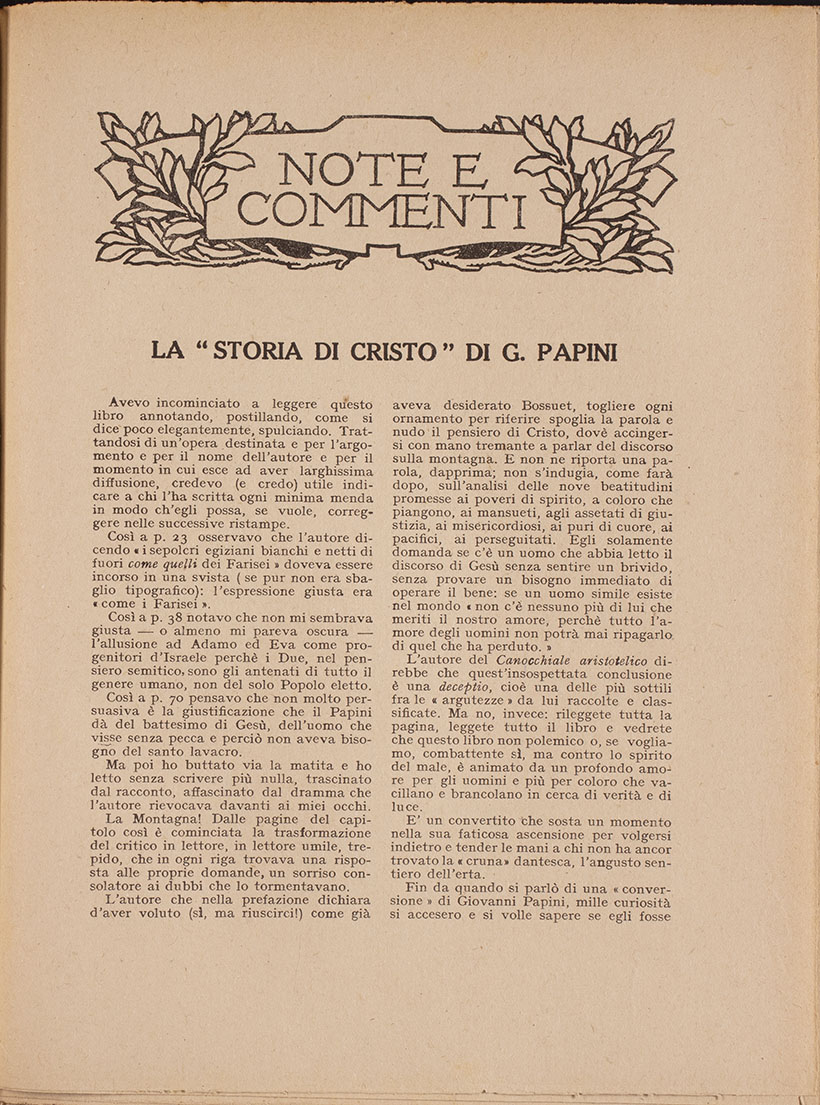 NOTE E
COMMENTI
LA “STORIA DI CRISTO” DI G. PAPINI
Avevo incominciato a leggere questo
libro annotando, postillando, come si
dice poco elegantemente, spulciando. Trat-
tandosi di un'opera destinata e per l'argo-
mento e per il nome dell'autore e per il
momento in cui esce ad aver larghissima
diffusione, credevo (e credo) utile indi-
care a chi l'ha scritta ogni minima menda
in modo ch'egli possa, se vuole, correg-
gere nelle successive ristampe.
Così a p. 23 osservavo che l'autore di-
cendo « i sepolcri egiziani bianchi e netti di
fuori come quelli dei Farisei » doveva essere
incorso in una svista ( se pur non era sba-
glio tipografico): l'espressione giusta era
« come i Farisei ».
Così a p. 38 notavo che non mi sembrava
giusta — o almeno mi pareva oscura —
l'allusione ad Adamo ed Eva come pro-
genitori d'Israele perchè i Due, nel pen-
siero semitico, sono gli antenati di tutto il
genere umano, non del solo Popolo eletto.
Così a p. 70 pensavo che non molto per-
suasiva è la giustificazione che il Papini
dà del battesimo di Gesù, dell'uomo che
visse senza pecca e perciò non aveva biso-
gno del santo lavacro.
Ma poi ho buttato via la matita e ho
letto senza scrivere più nulla, trascinato
dal racconto, affascinato dal dramma che
l'autore rievocava davanti ai miei occhi.
La Montagna! Dalle pagine del capi-
tolo così è cominciata la trasformazione
del critico in lettore, in lettore umile, tre-
pido, che in ogni riga trovava una rispo-
sta alle proprie domande, un sorriso con-
solatore ai dubbi che lo tormentavano.
L'autore che nella prefazione dichiara
d'aver voluto (sì, ma riuscirci!) come già
aveva desiderato Bossuet, togliere ogni
ornamento per riferire spoglia la parola e
nudo il pensiero di Cristo, dovè accinger-
si con mano tremante a parlar del discorso
sulla montagna. E non ne riporta una pa-
rola, dapprima; non s'indugia, come farà
dopo, sull'analisi delle nove beatitudini
promesse ai poveri di spirito, a coloro che
piangono, ai mansueti, agli assetati di giu-
stizia, ai misericordiosi, ai puri di cuore, ai
pacifici, ai perseguitati. Egli solamente
domanda se c'è un uomo che abbia letto il
discorso di Gesù senza sentire un brivido,
senza provare un bisogno immediato di
operare il bene: se un uomo simile esiste
nel mondo « non c'è nessuno più di lui che
meriti il nostro amore, perchè tutto l'a-
more degli uomini non potrà mai ripagarlo
di quel che ha perduto. »
L'autore del Canocchiale aristotelico di-
rebbe che quest'insospettata conclusione
è una deceptio, cioè una delle più sottili
fra le « argutezze » da lui raccolte e clas-
sificate. Ma no, invece: rileggete tutta la
pagina, leggete tutto il libro e vedrete
che questo libro non polemico o, se voglia-
mo, combattente sì, ma contro lo spirito
del male, è animato da un profondo amo-
re per gli uomini e più per coloro che va-
cillano e brancolano in cerca di verità e di
luce.
E' un convertito che sosta un momento
nella sua faticosa ascensione per volgersi
indietro e tender le mani a chi non ha ancor
trovato la « cruna» dantesca, l'angusto sen-
tiero dell'erta.
Fin da quando si parlò di una « conver-
sione » di Giovanni Papini, mille curiosità
si accesero e si volle sapere se egli fosse